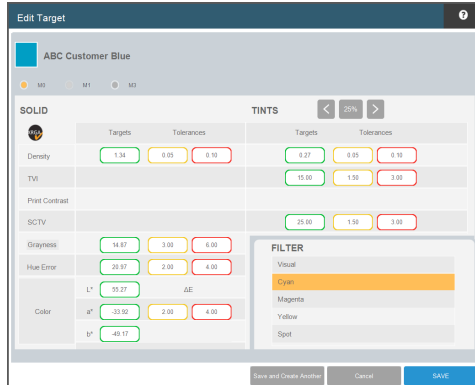 Edit Target
?
ABC Customer Blue
M0 M1 M3
SOLID
TINTS < 25% >
Targets Tolerances Targets Tolerances
Density 1.34 0.05 0.10 0.27 0.05 0.10
TVI 15.00 1.50 3.00
Print Contrast
SCTV 25.00 1.50 3.00
Grayness 14.87 3.00 6.00
Hue Error 20.97 2.00 4.00
L* 55.27 ΔE
Color a* -33.92 2.00 4.00
b* -49.17
FILTER
Visual
Cyan
Magenta
Yellow
Spot
Save and Create Another Cancel SAVE